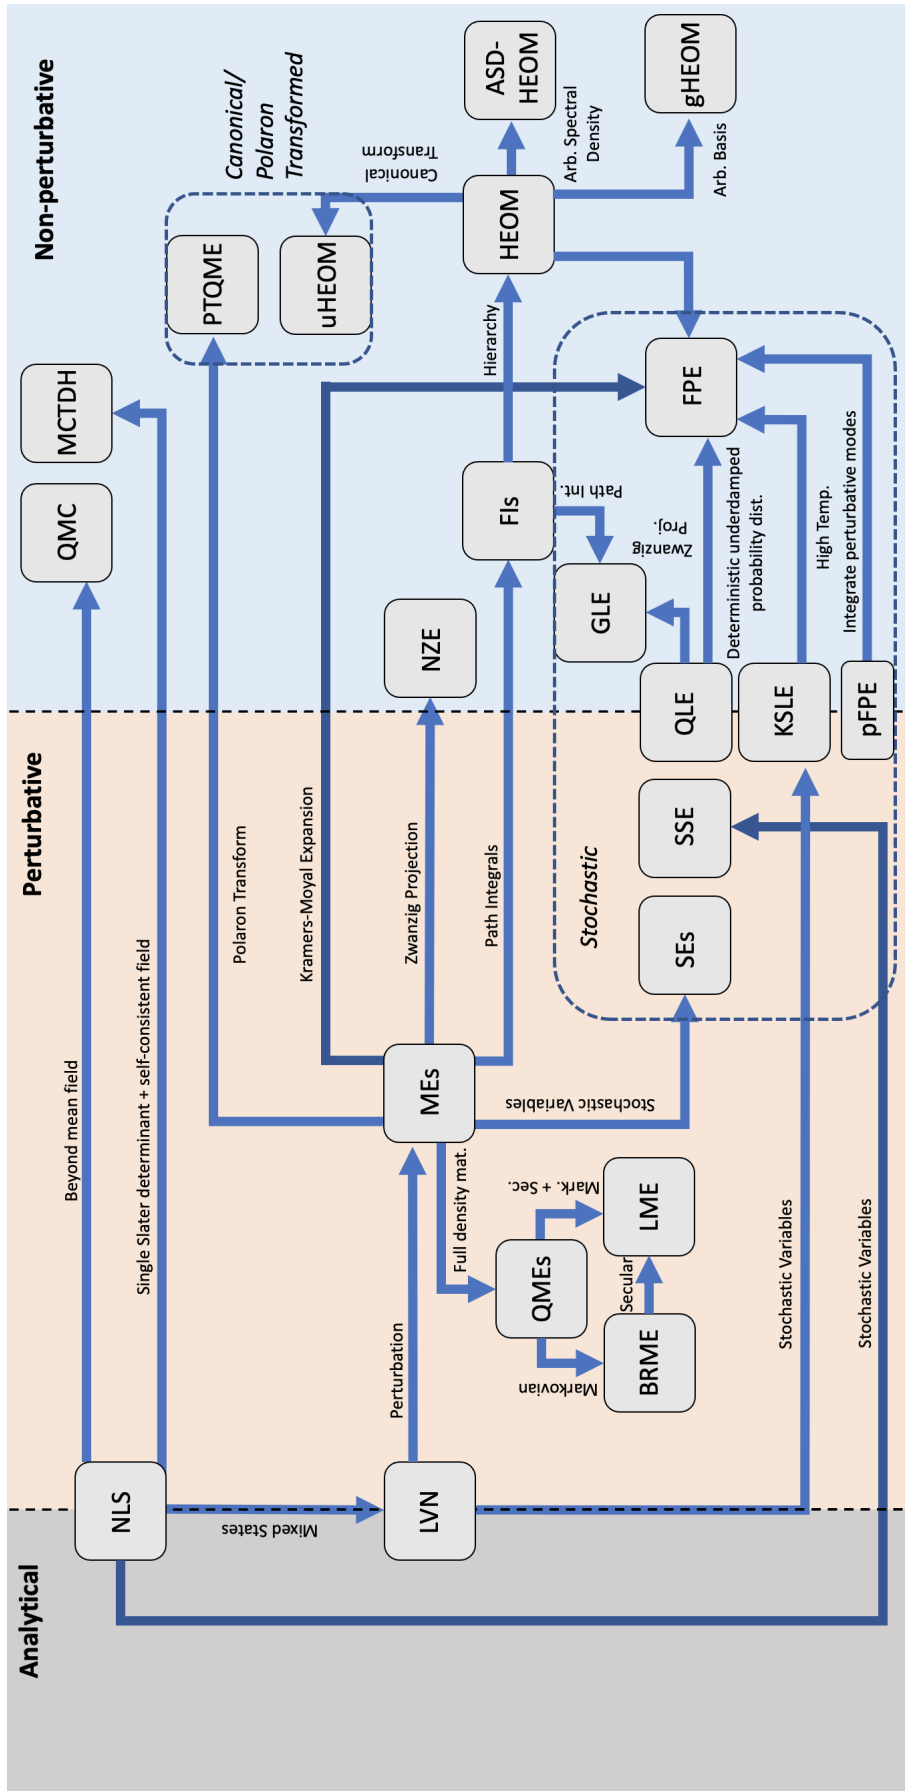 Analytical
Perturbative
Non-perturbative
NLS
Beyond mean field
QMC
Single Slater determinant + self-consistent field
MCTDH
Mixed States
LVN
Perturbation
MEs
Polaron Transform
PTQME
uHEOM
Canonical/
Polaron
Transformed
Kramers-Moyal Expansion
Zwanzig Projection
NZE
Path Integrals
FIs
Hierarchy
HEOM
Canonical
Transform
ASD-
HEOM
Arb. Spectral
Density
gHEOM
Arb. Basis
Full density mat.
QMEs
Markovian
BRME
Secular
Mark. + Sec.
LME
Stochastic Variables
Stochastic
SEs
SSE
Path Int.
GLE
Zwanzig
Proj.
QLE
Deterministic underdamped
probability dist.
FPE
KSLE
High Temp.
pFPE
Integrate perturbative modes
Stochastic Variables
Stochastic Variables